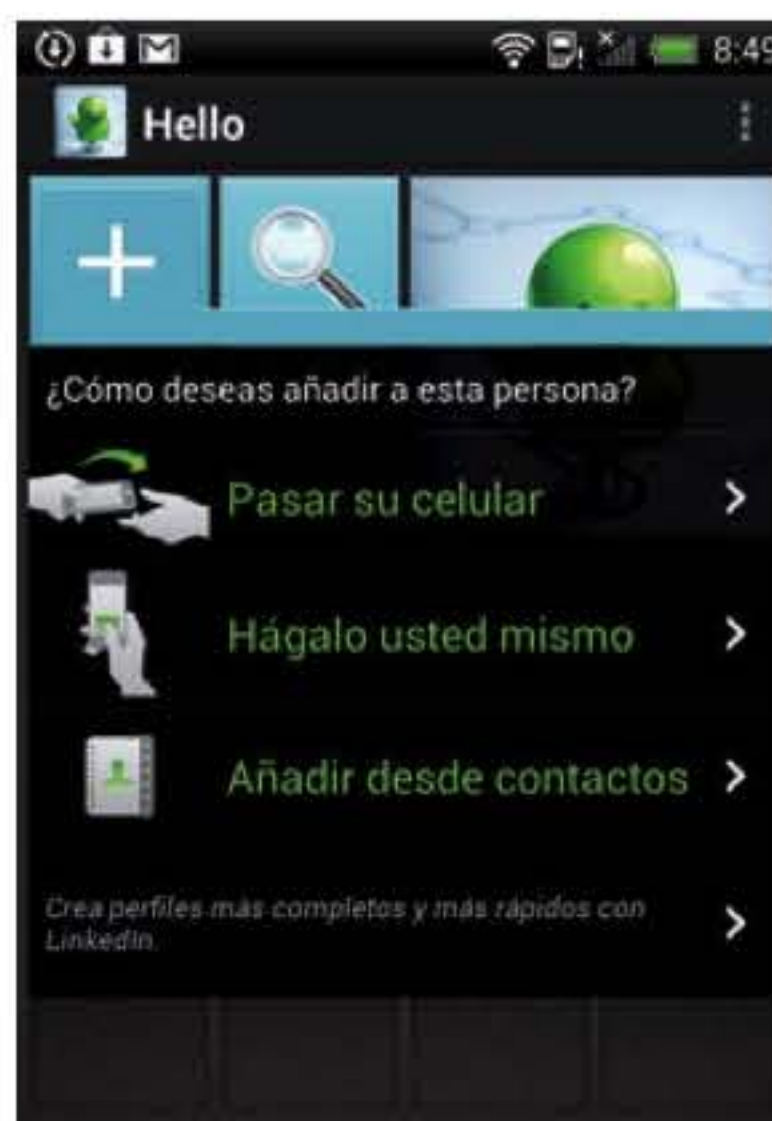 8:49
Hello
¿Cómo deseas añadir a esta persona?
Pasar su celular
Hágalo usted mismo
Añadir desde contactos
Crea perfiles más completos y más rápidos con
LinkedIn.